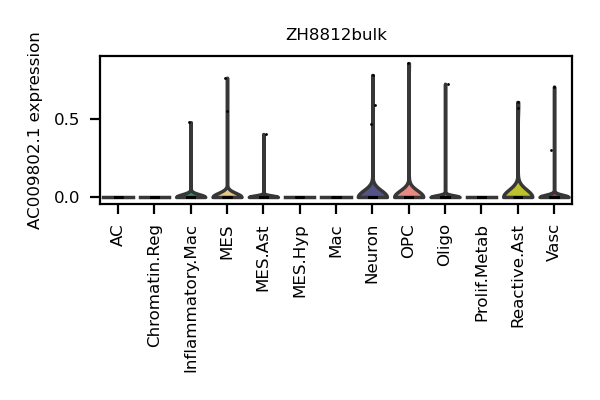 ZH8812bulk
AC009802.1 expression
0.5
0.0
AC
Chromatin.Reg
Inflammatory.Mac
MES
MES.Ast
MES.Hyp
Mac
Neuron
OPC
Oligo
Prolif.Metab
Reactive.Ast
Vasc